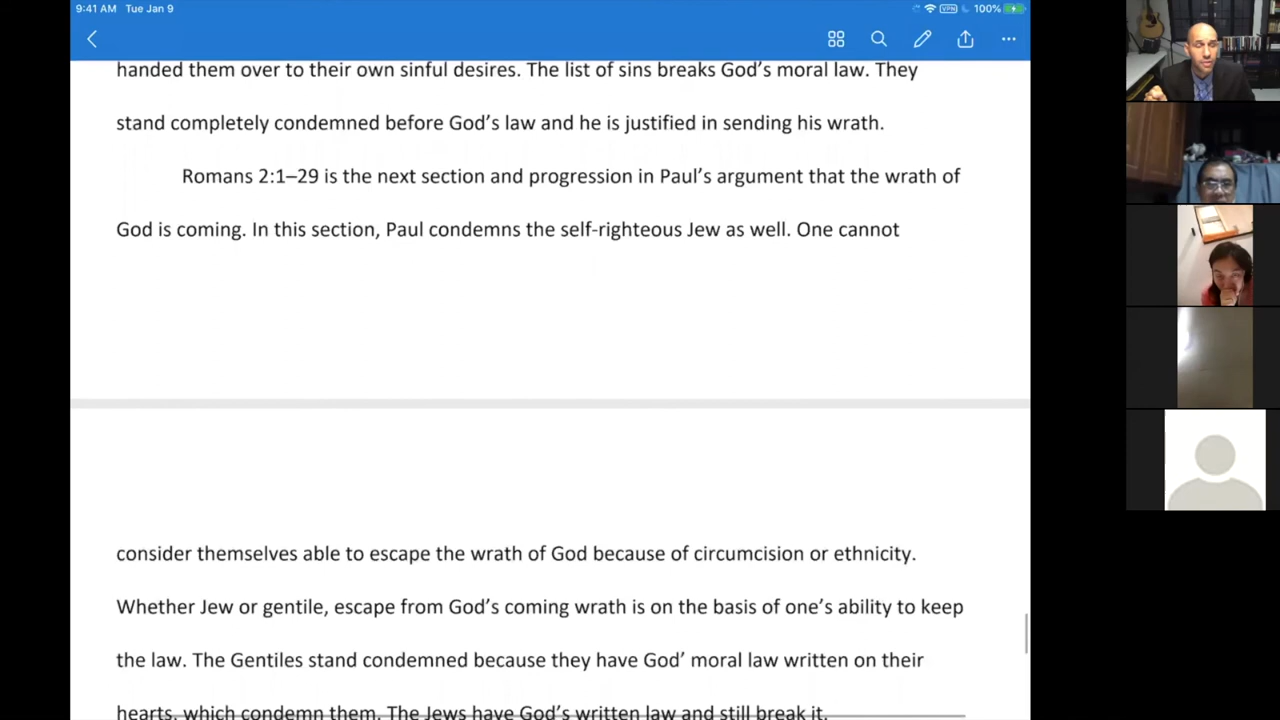 9:41 AM Tue Jan 9
VPN 100%
handed them over to their own sinful desires. The list of sins breaks God's moral law. They
stand completely condemned before God's law and he is justified in sending his wrath.
Romans 2:1–29 is the next section and progression in Paul's argument that the wrath of
God is coming. In this section, Paul condemns the self-righteous Jew as well. One cannot
consider themselves able to escape the wrath of God because of circumcision or ethnicity.
Whether Jew or gentile, escape from God's coming wrath is on the basis of one's ability to keep
the law. The Gentiles stand condemned because they have God' moral law written on their
hearts, which condemn them. The Jews have God's written law and still break it.